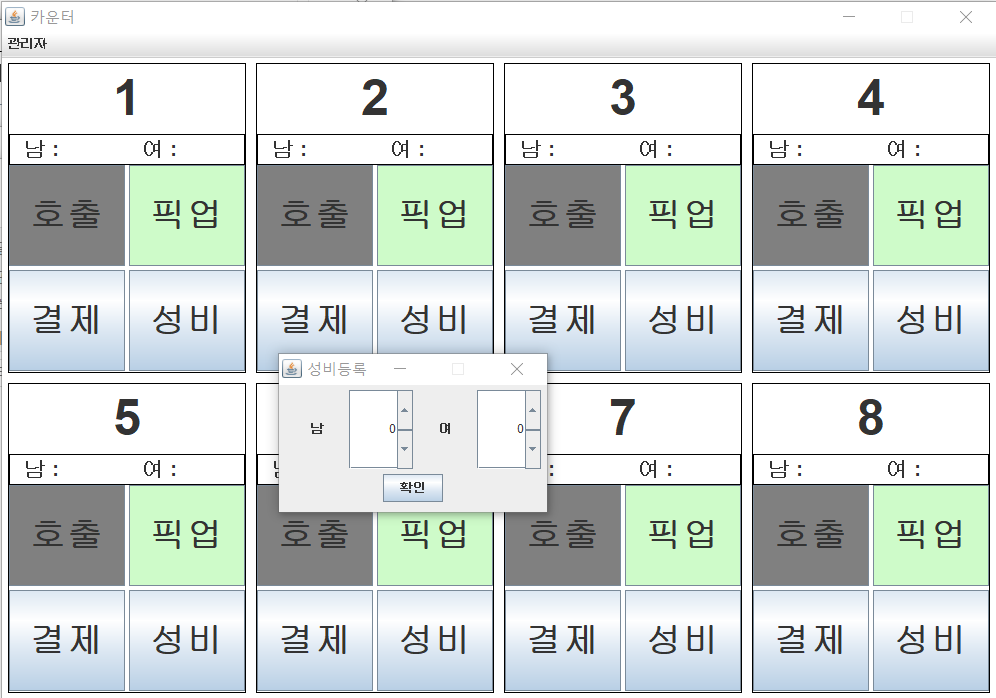 카운터
관리자
1 2 3 4
남 : 여 : 남 : 여 : 남 : 여 : 남 : 여 :
호출 픽업 호출 픽업 호출 픽업 호출 픽업
결제 성비 결제 성비 결제 성비 결제 성비
성비등록
남 0 여 0
확인
5 7 8
남 : 여 : : 여 : 남 : 여 :
호출 픽업 호출 픽업 호출 픽업 호출 픽업
결제 성비 결제 성비 결제 성비 결제 성비